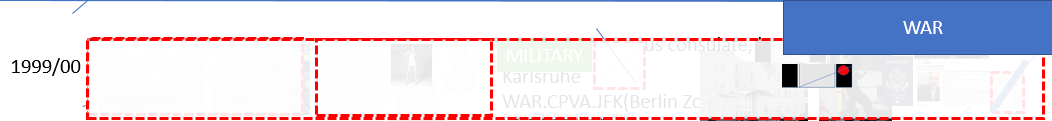 WAR
us consulate,
MILITARY
1999/00
Karlsruhe
WAR.CPVA.JFK(Berlin Zo